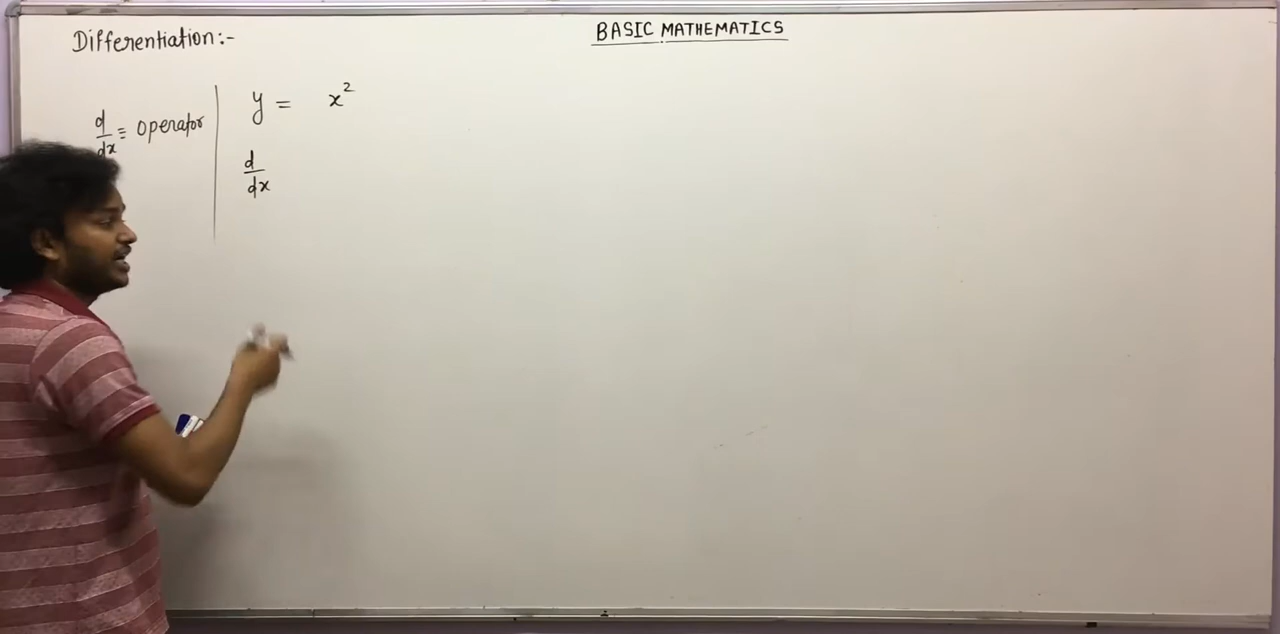 BASIC MATHEMATICS
Differentiation:-
d/dx ≡ operator
y = x²
d/dx